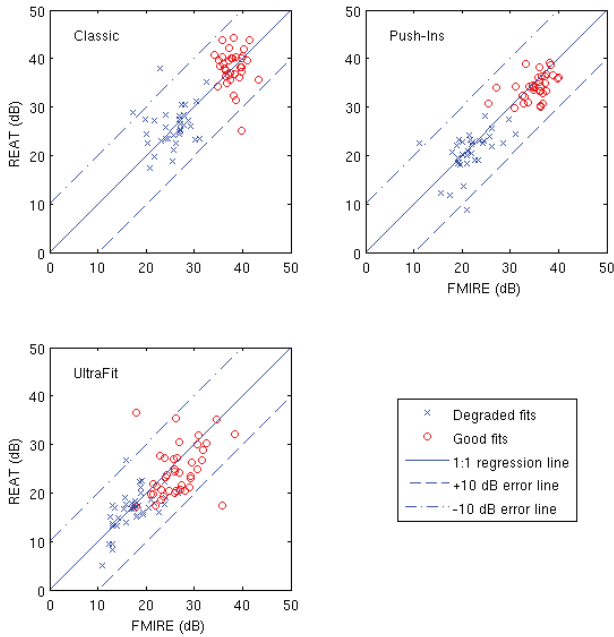 Classic
50
40
30
20
10
0
REAT (dB)
0 10 20 30 40 50
Push-Ins
50
40
30
20
10
0
0 10 20 30 40 50
FMIRE (dB)
UltraFit
50
40
30
20
10
0
REAT (dB)
0 10 20 30 40 50
FMIRE (dB)
Degraded fits
Good fits
1:1 regression line
+10 dB error line
-10 dB error line